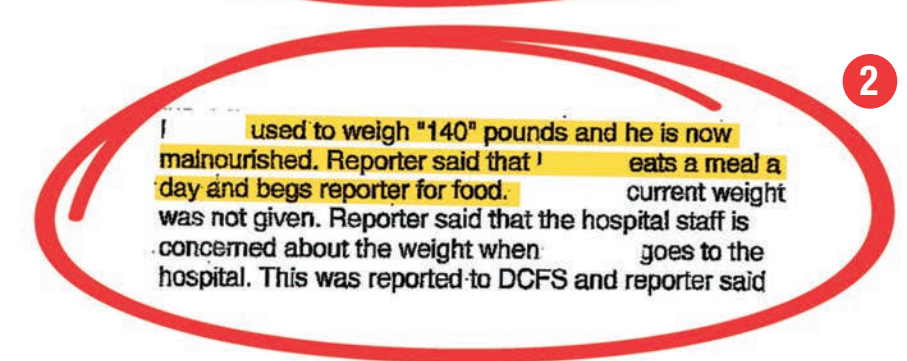 2
used to weigh "140" pounds and he is now
malnourished. Reporter said that eats a meal a
day and begs reporter for food. current weight
was not given. Reporter said that the hospital staff is
concerned about the weight when goes to the
hospital. This was reported to DCFS and reporter said